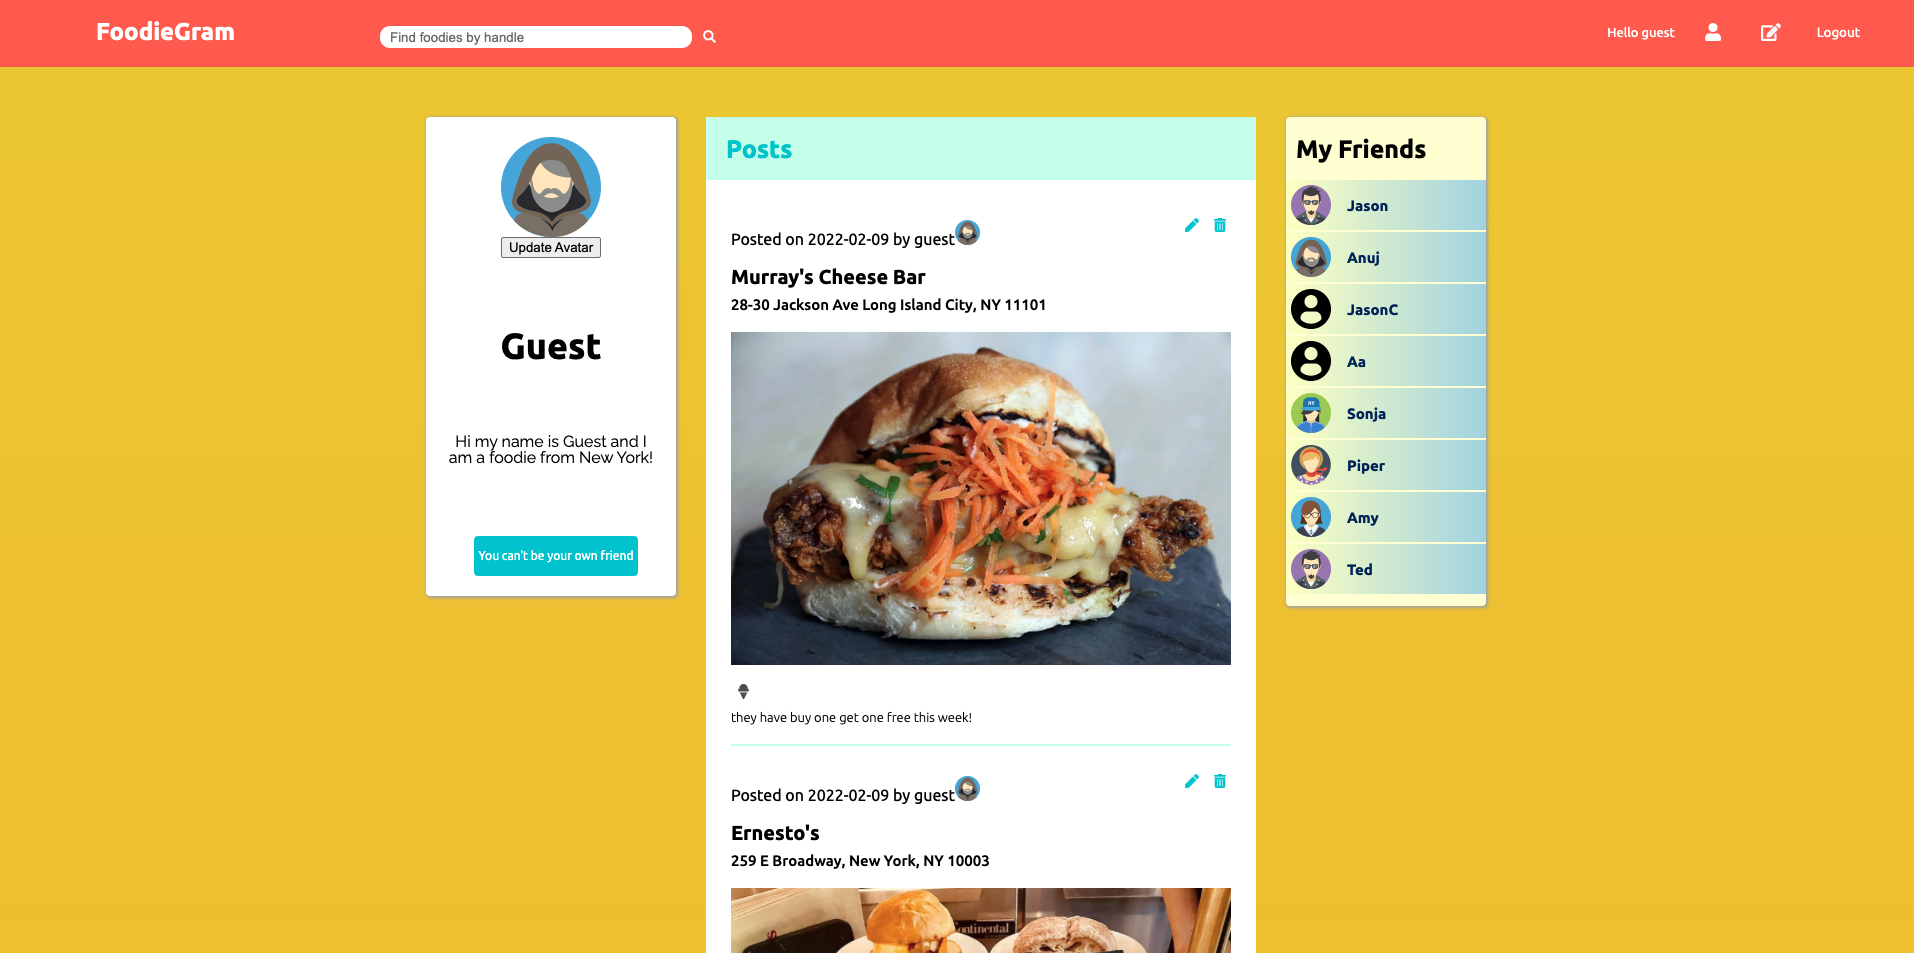 FoodieGram
Find foodies by handle
Hello guest
Logout
Update Avatar
Guest
Hi my name is Guest and I
am a foodie from New York!
You can't be your own friend
Posts
Posted on 2022-02-09 by guest
Murray's Cheese Bar
28-30 Jackson Ave Long Island City, NY 11101
they have buy one get one free this week!
Posted on 2022-02-09 by guest
Ernesto's
259 E Broadway, New York, NY 10003
My Friends
Jason
Anuj
JasonC
Aa
Sonja
Piper
Amy
Ted